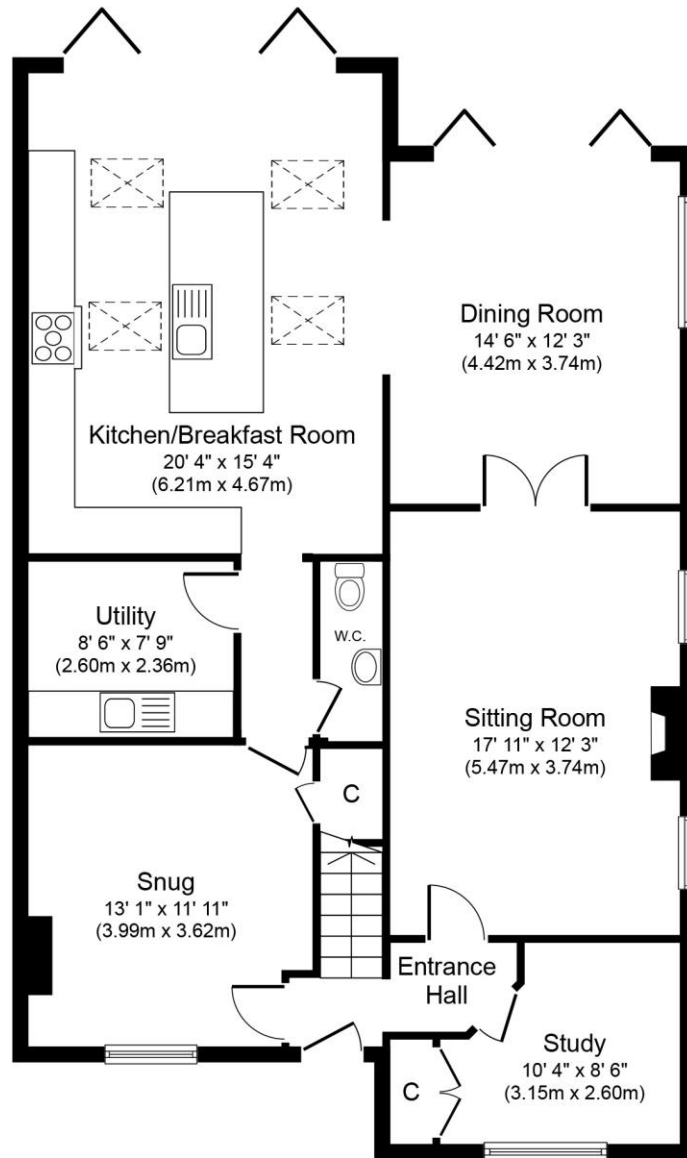 Dining Room
14' 6" x 12' 3"
(4.42m x 3.74m)
Kitchen/Breakfast Room
20' 4" x 15' 4"
(6.21m x 4.67m)
Utility
8' 6" x 7' 9"
(2.60m x 2.36m)
W.C.
Sitting Room
17' 11" x 12' 3"
(5.47m x 3.74m)
C
Snug
13' 1" x 11' 11"
(3.99m x 3.62m)
Entrance
Hall
Study
10' 4" x 8' 6"
(3.15m x 2.60m)
C